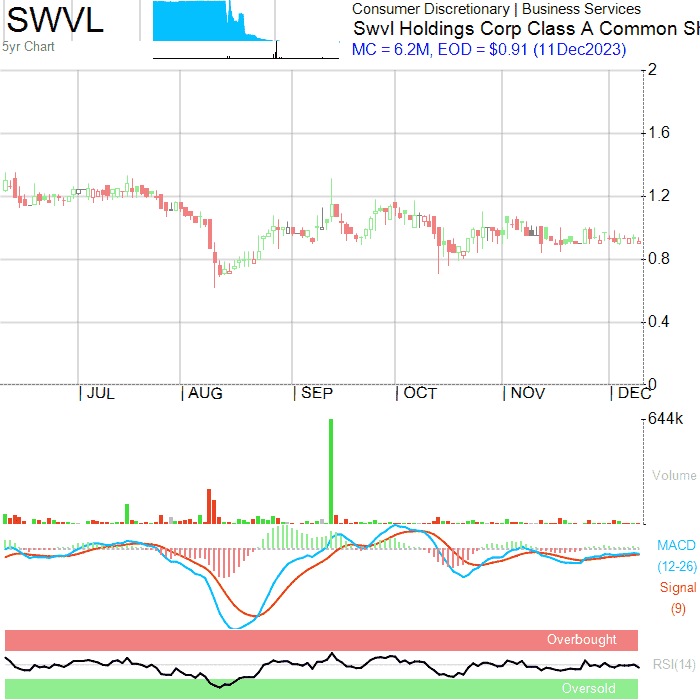 SWVL
5yr Chart
Consumer Discretionary | Business Services
Swvl Holdings Corp Class A Common Sh
MC = 6.2M, EOD = $0.91 (11Dec2023)
2
1.6
1.2
0.8
0.4
0
| JUL | AUG | SEP | OCT | NOV | DEC
644k
Volume
MACD
(12-26)
Signal
(9)
Overbought
RSI(14)
Oversold